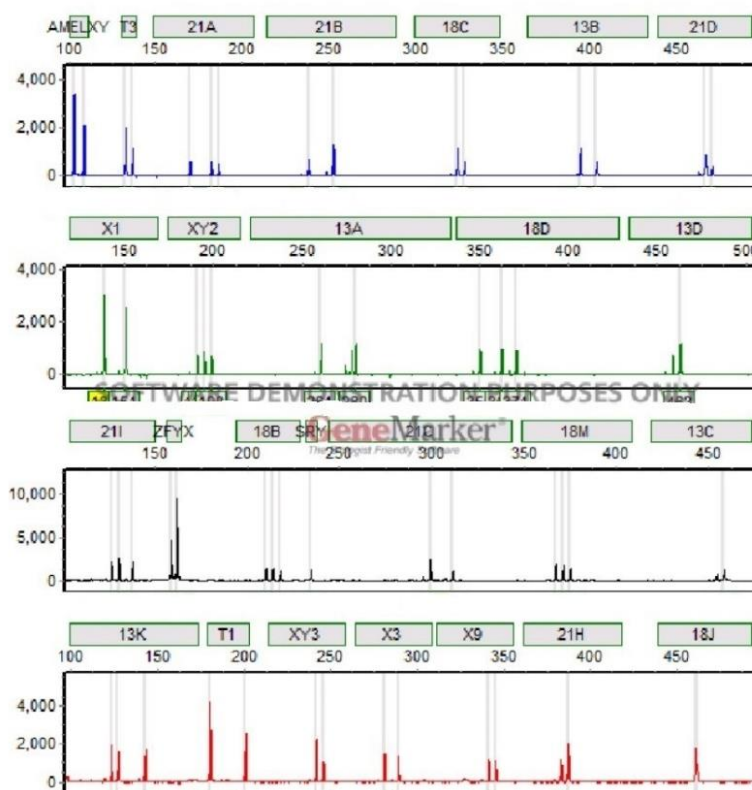 AMELXY T3 21A 21B 18C 13B 21D
100 150 200 250 300 350 400 450
4,000
2,000
0
X1 XY2 13A 18D 13D
150 200 250 300 350 400 450 500
4,000
2,000
0
SOFTWARE DEMONSTRATION PURPOSES ONLY
GeneMarker®
The Biologist Friendly Software
21I ZFYX 18B SRY 18M 13C
150 200 250 300 350 400 450
10,000
5,000
0
13K T1 XY3 X3 X9 21H 18J
100 150 200 250 300 350 400 450
4,000
2,000
0